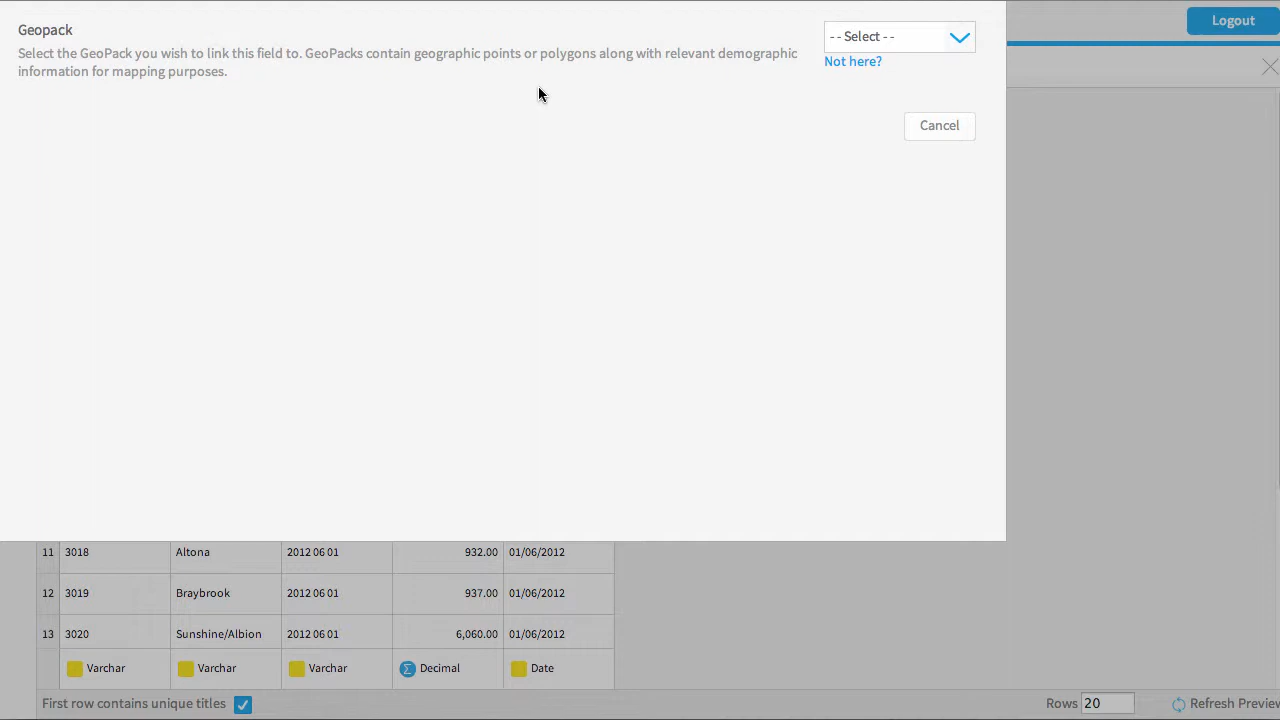 Geopack
-- Select --
Logout
Select the GeoPack you wish to link this field to. GeoPacks contain geographic points or polygons along with relevant demographic
information for mapping purposes.
Not here?
Cancel
11 3018 Altona 2012 06 01 932.00 01/06/2012
12 3019 Braybrook 2012 06 01 937.00 01/06/2012
13 3020 Sunshine/Albion 2012 06 01 6,060.00 01/06/2012
Varchar Varchar Varchar Σ Decimal Date
First row contains unique titles Rows 20 Refresh Preview